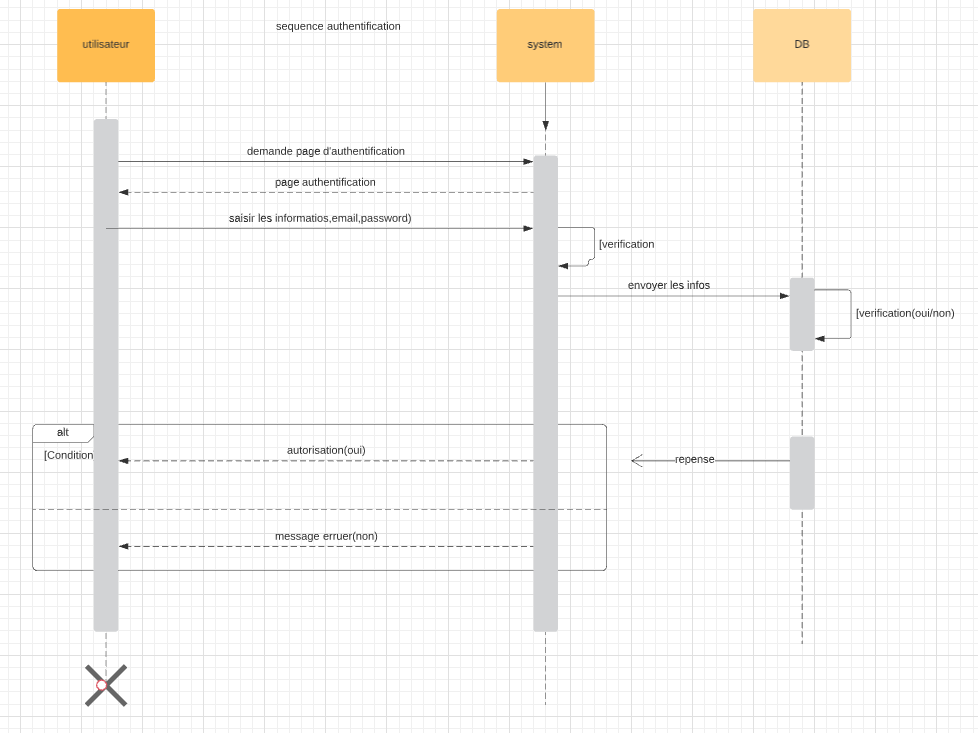 sequence authentification
utilisateur
system
DB
demande page d'authentification
page authentification
saisir les informatios,email,password)
[verification
envoyer les infos
[verification(oui/non)
alt
[Condition
autorisation(oui)
repense
message erruer(non)